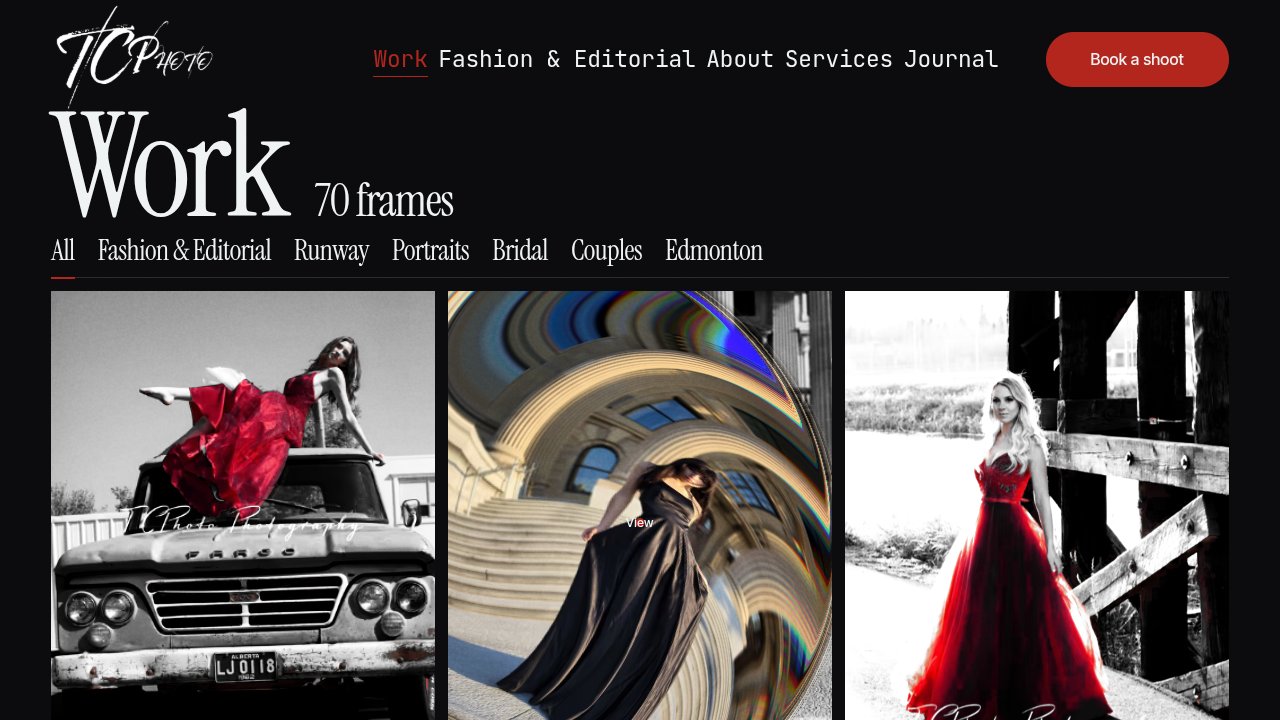 TCPhoto
Work Fashion & Editorial About Services Journal
Book a shoot
Work 70 frames
All Fashion & Editorial Runway Portraits Bridal Couples Edmonton
View
TCPhoto Photography
FARGO
ALBERTA
LJ 0118